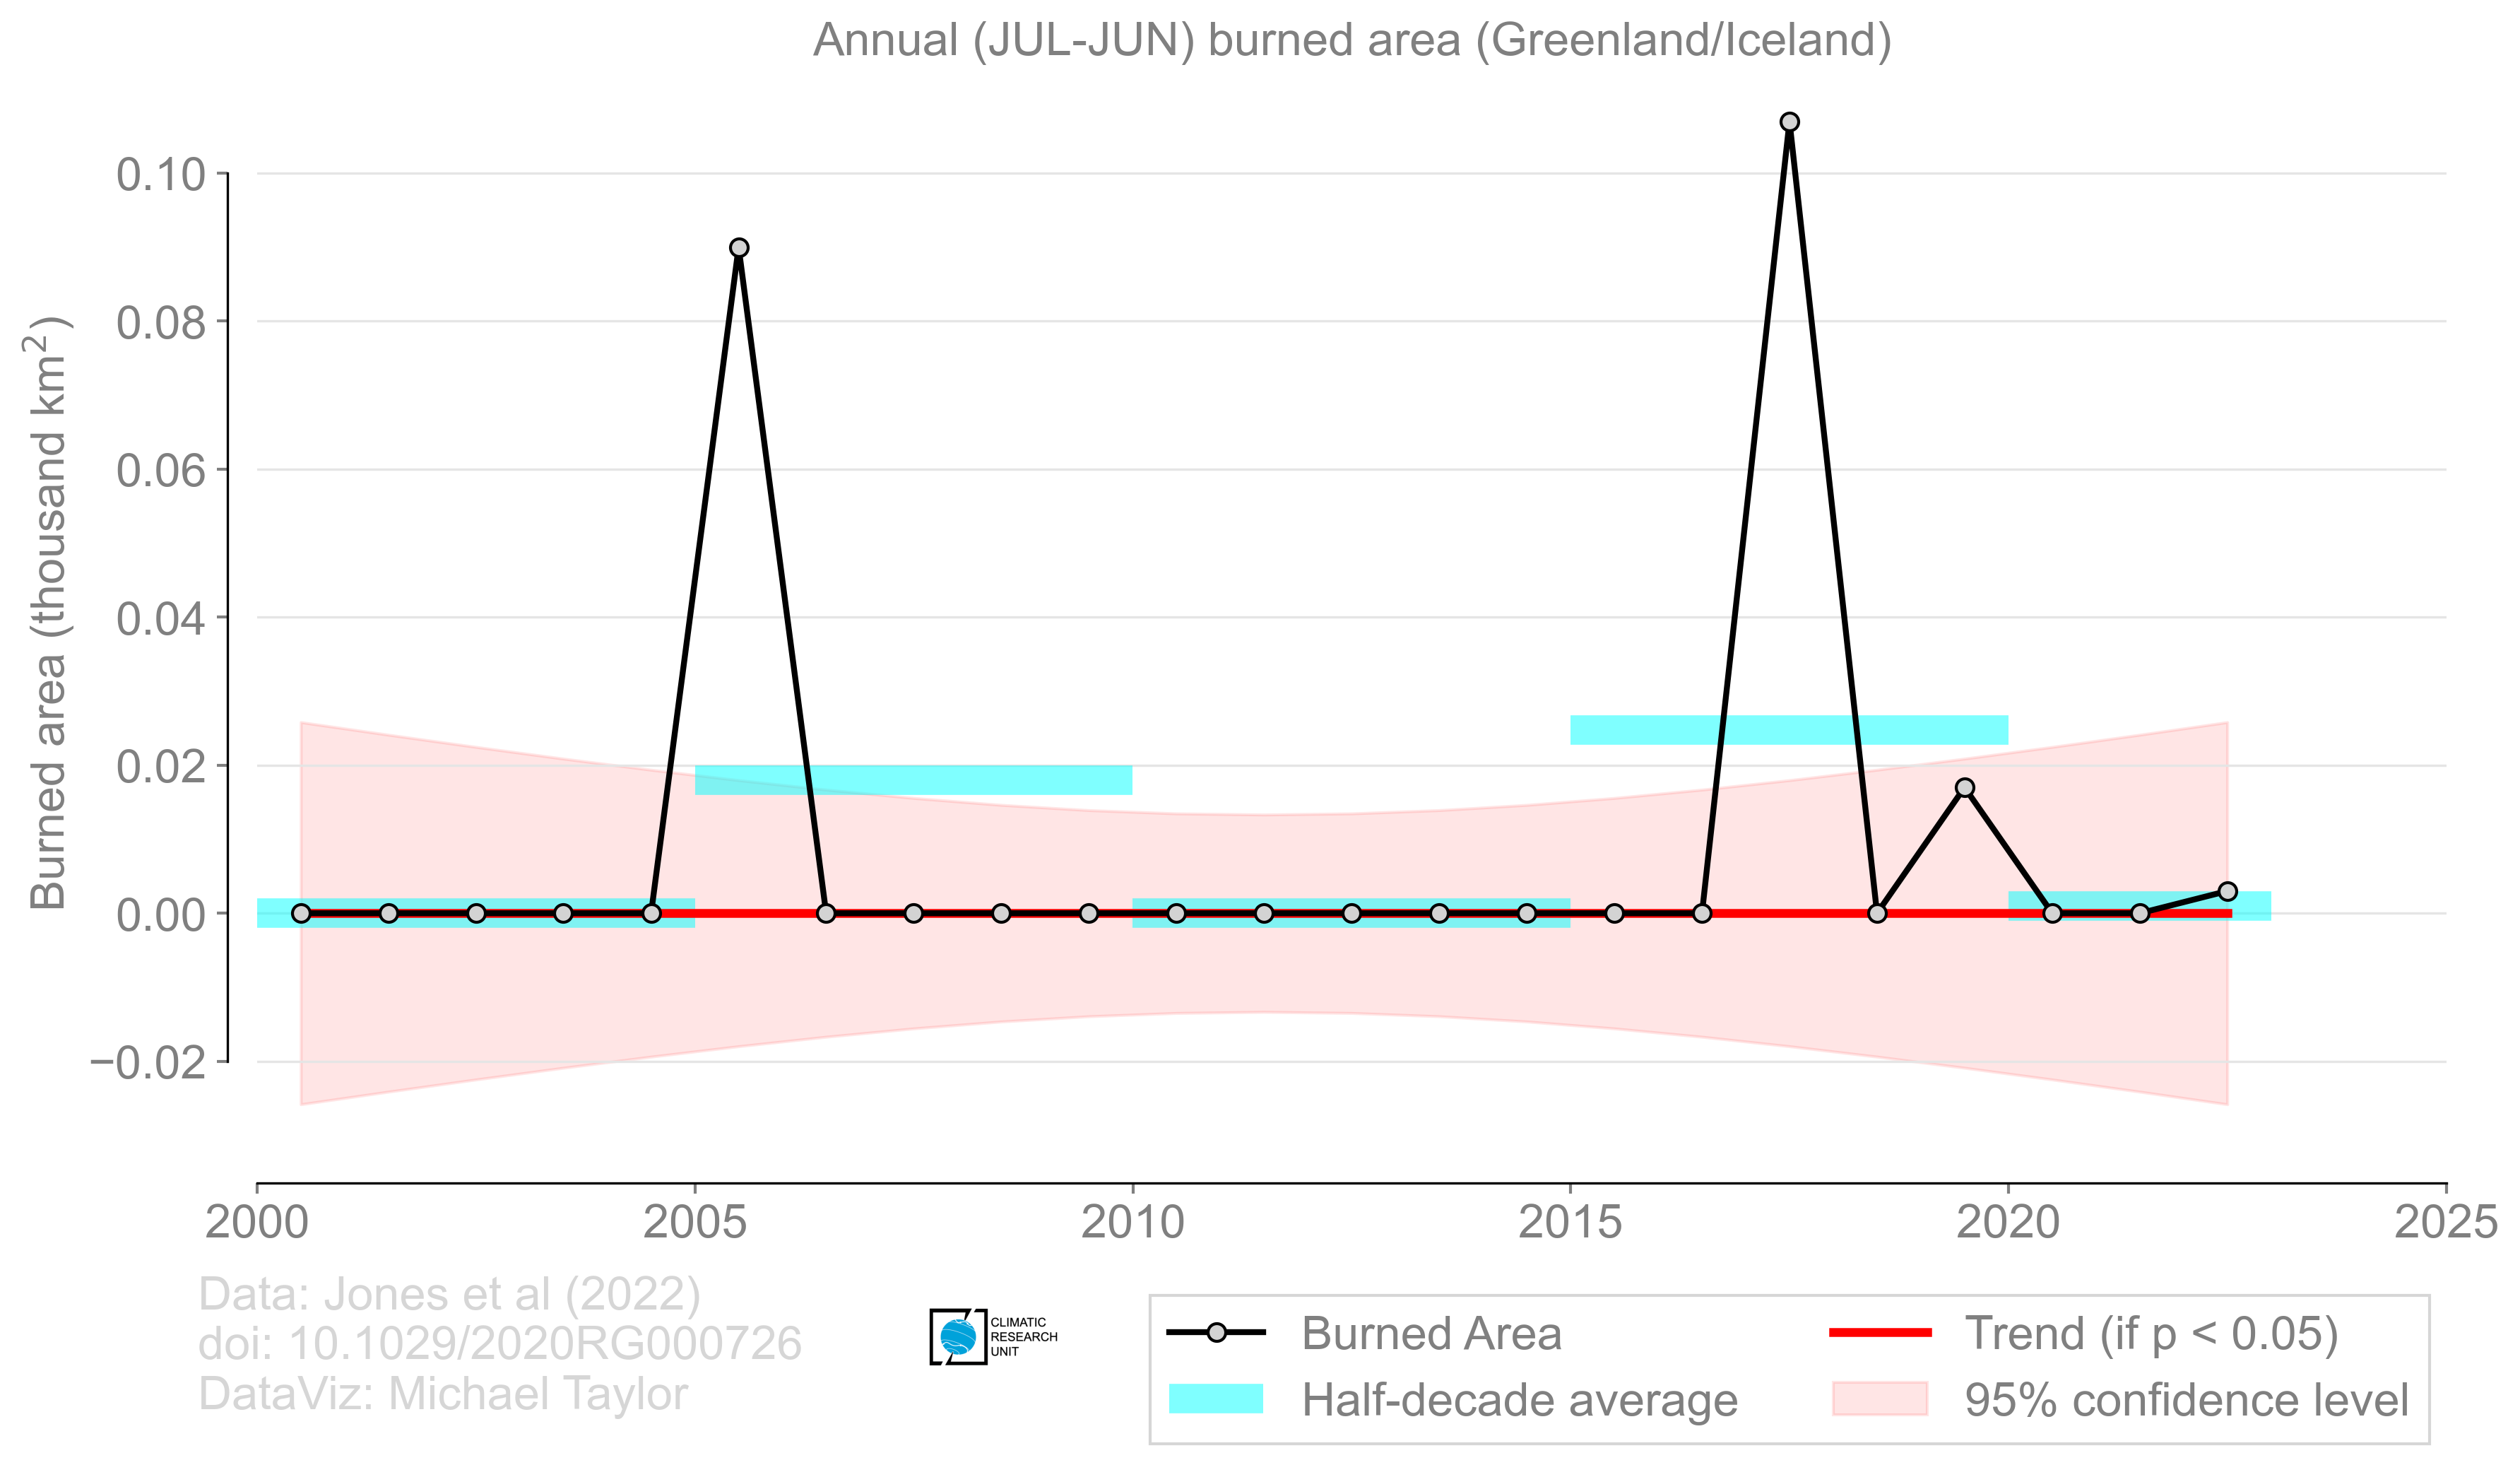 Annual (JUL-JUN) burned area (Greenland/Iceland)
Burned area (thousand km²)
0.10
0.08
0.06
0.04
0.02
0.00
−0.02
2000 2005 2010 2015 2020 2025
Data: Jones et al (2022)
doi: 10.1029/2020RG000726
DataViz: Michael Taylor
CLIMATIC
RESEARCH
UNIT
Burned Area
Half-decade average
Trend (if p < 0.05)
95% confidence level